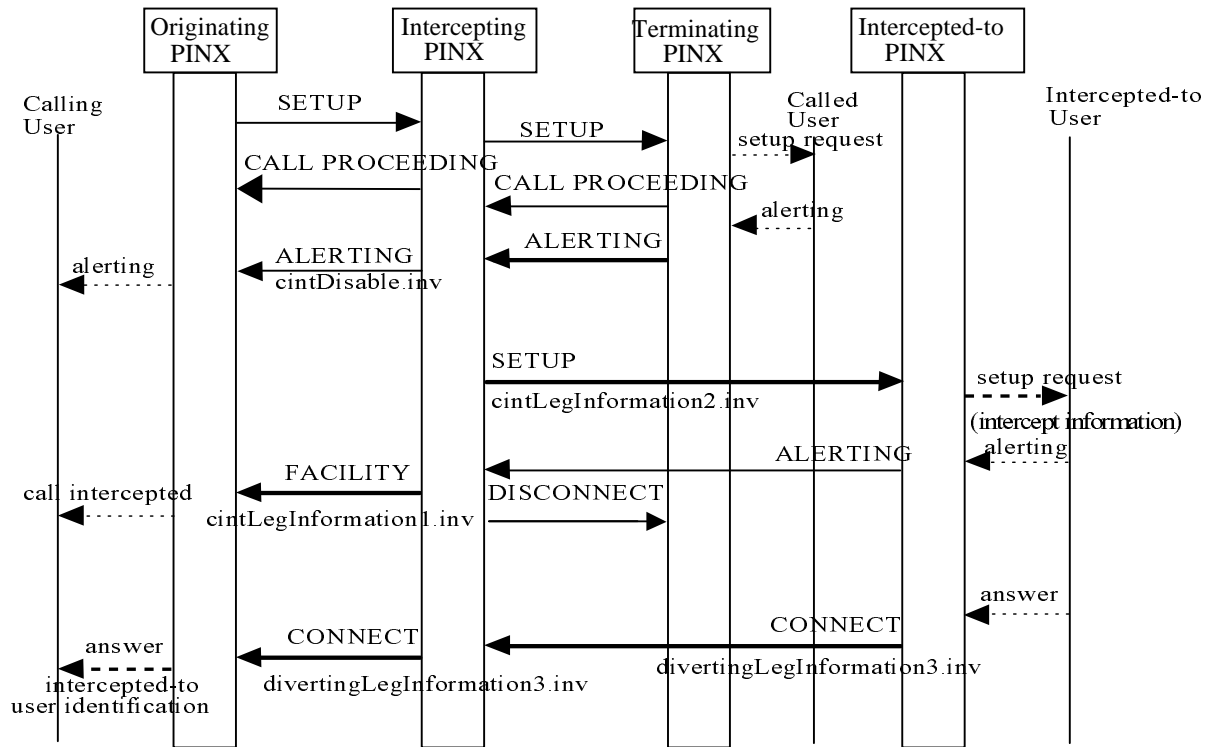 Originating
PINX
Intercepting
PINX
Terminating
PINX
Intercepted-to
PINX
Calling
User
Called
User
Intercepted-to
User
SETUP
SETUP
setup request
CALL PROCEEDING
CALL PROCEEDING
alerting
ALERTING
ALERTING
cintDisable.inv
alerting
SETUP
cintLegInformation2.inv
setup request
(intercept information)
alerting
ALERTING
FACILITY
cintLegInformation1.inv
call intercepted
DISCONNECT
answer
CONNECT
divertingLegInformation3.inv
CONNECT
divertingLegInformation3.inv
answer
intercepted-to
user identification